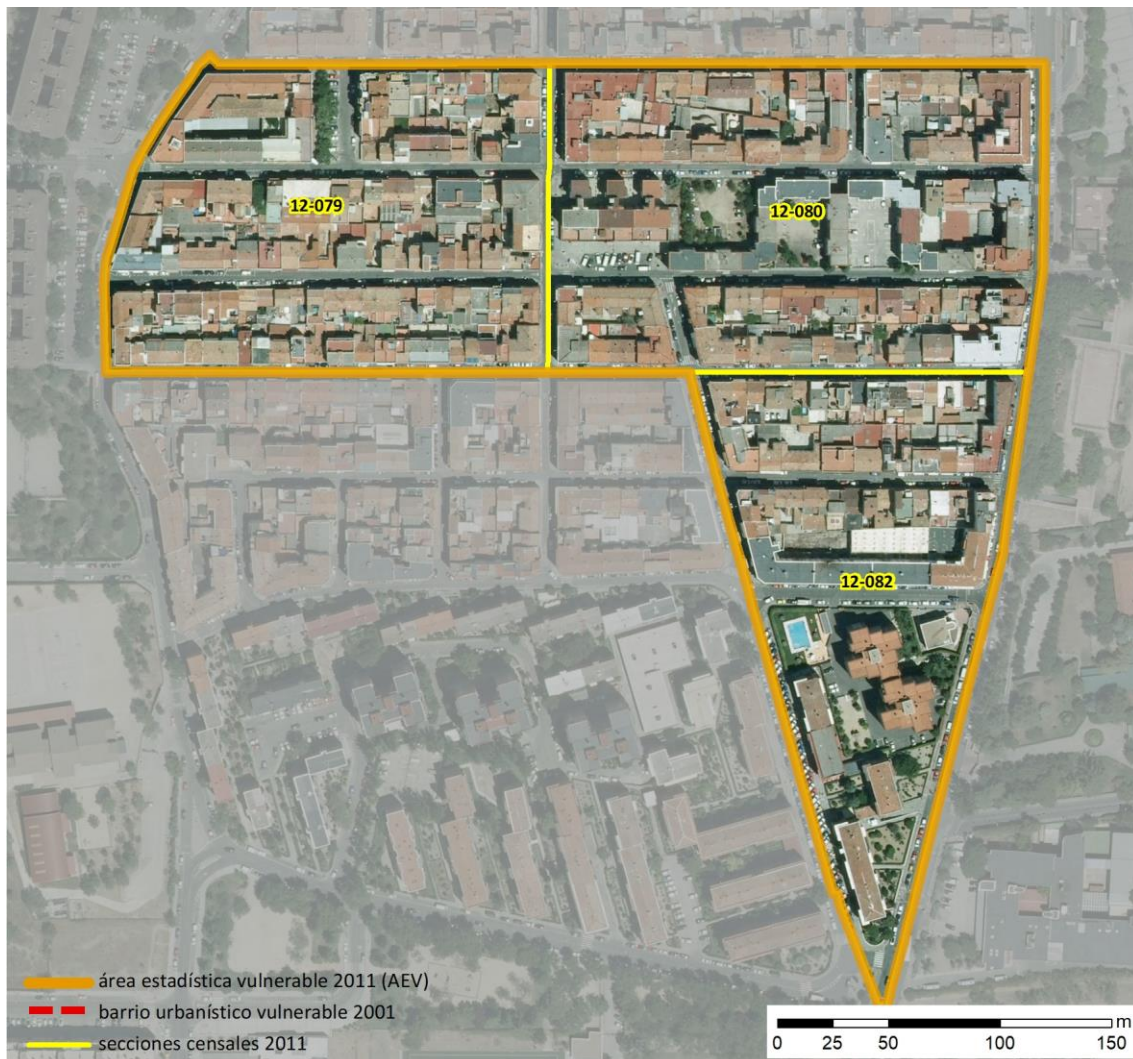 12-079
12-080
12-082
área estadística vulnerable 2011 (AEV)
barrio urbanístico vulnerable 2001
secciones censales 2011
m
0 25 50 100 150